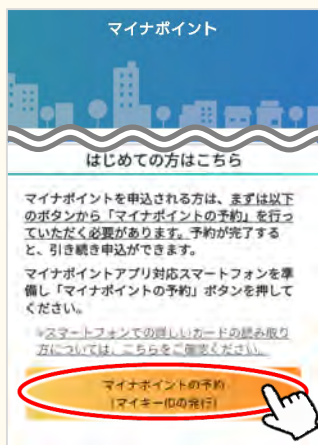 マイナポイント
はじめての方はこちら
マイナポイントを申込される方は、まずは以下
のボタンから「マイナポイントの予約」を行っ
ていただく必要があります。予約が完了する
と、引き続き申込ができます。
マイナポイントアプリ対応スマートフォンを準
備し「マイナポイントの予約」ボタンを押して
ください。
»スマートフォンでの詳しいカードの読み取り
方については、こちらをご確認ください。
マイナポイントの予約
(マイキーIDの発行)